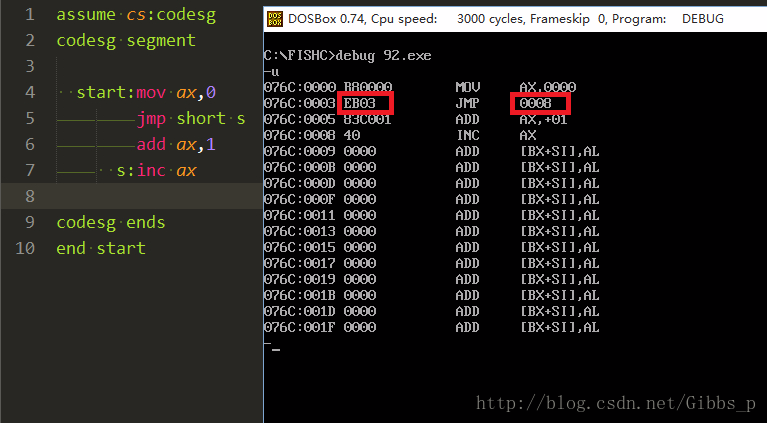 1 assume cs:codesg
2 codesg segment
3
4 start:mov ax,0
5 jmp short s
6 add ax,1
7 s:inc ax
8
9 codesg ends
10 end start
DOSBox 0.74, Cpu speed: 3000 cycles, Frameskip 0, Program: DEBUG
C:\FISHC>debug 92.exe
-u
076C:0000 B80000 MOV AX,0000
076C:0003 EB03 JMP 0008
076C:0005 83C001 ADD AX,+01
076C:0008 40 INC AX
076C:0009 0000 ADD [BX+SI],AL
076C:000B 0000 ADD [BX+SI],AL
076C:000D 0000 ADD [BX+SI],AL
076C:000F 0000 ADD [BX+SI],AL
076C:0011 0000 ADD [BX+SI],AL
076C:0013 0000 ADD [BX+SI],AL
076C:0015 0000 ADD [BX+SI],AL
076C:0017 0000 ADD [BX+SI],AL
076C:0019 0000 ADD [BX+SI],AL
076C:001B 0000 ADD [BX+SI],AL
076C:001D 0000 ADD [BX+SI],AL
076C:001F 0000 ADD [BX+SI],AL
-_
http://blog.csdn.net/Gibbs_p